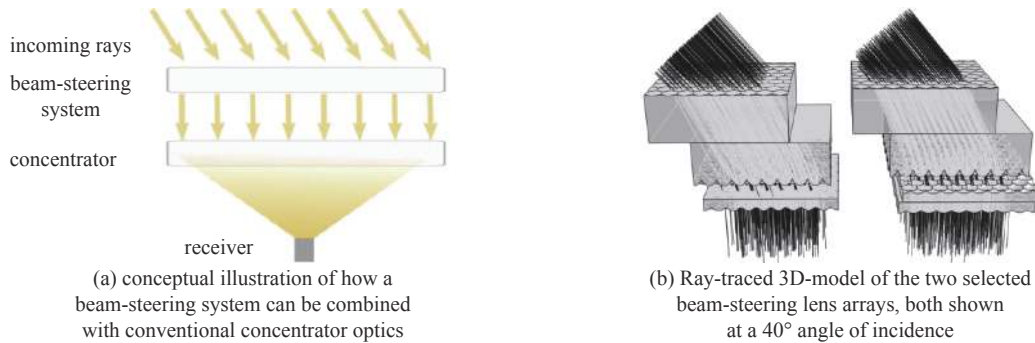 incoming rays
beam-steering
system
concentrator
receiver
(a) conceptual illustration of how a
beam-steering system can be combined
with conventional concentrator optics
(b) Ray-traced 3D-model of the two selected
beam-steering lens arrays, both shown
at a 40° angle of incidence